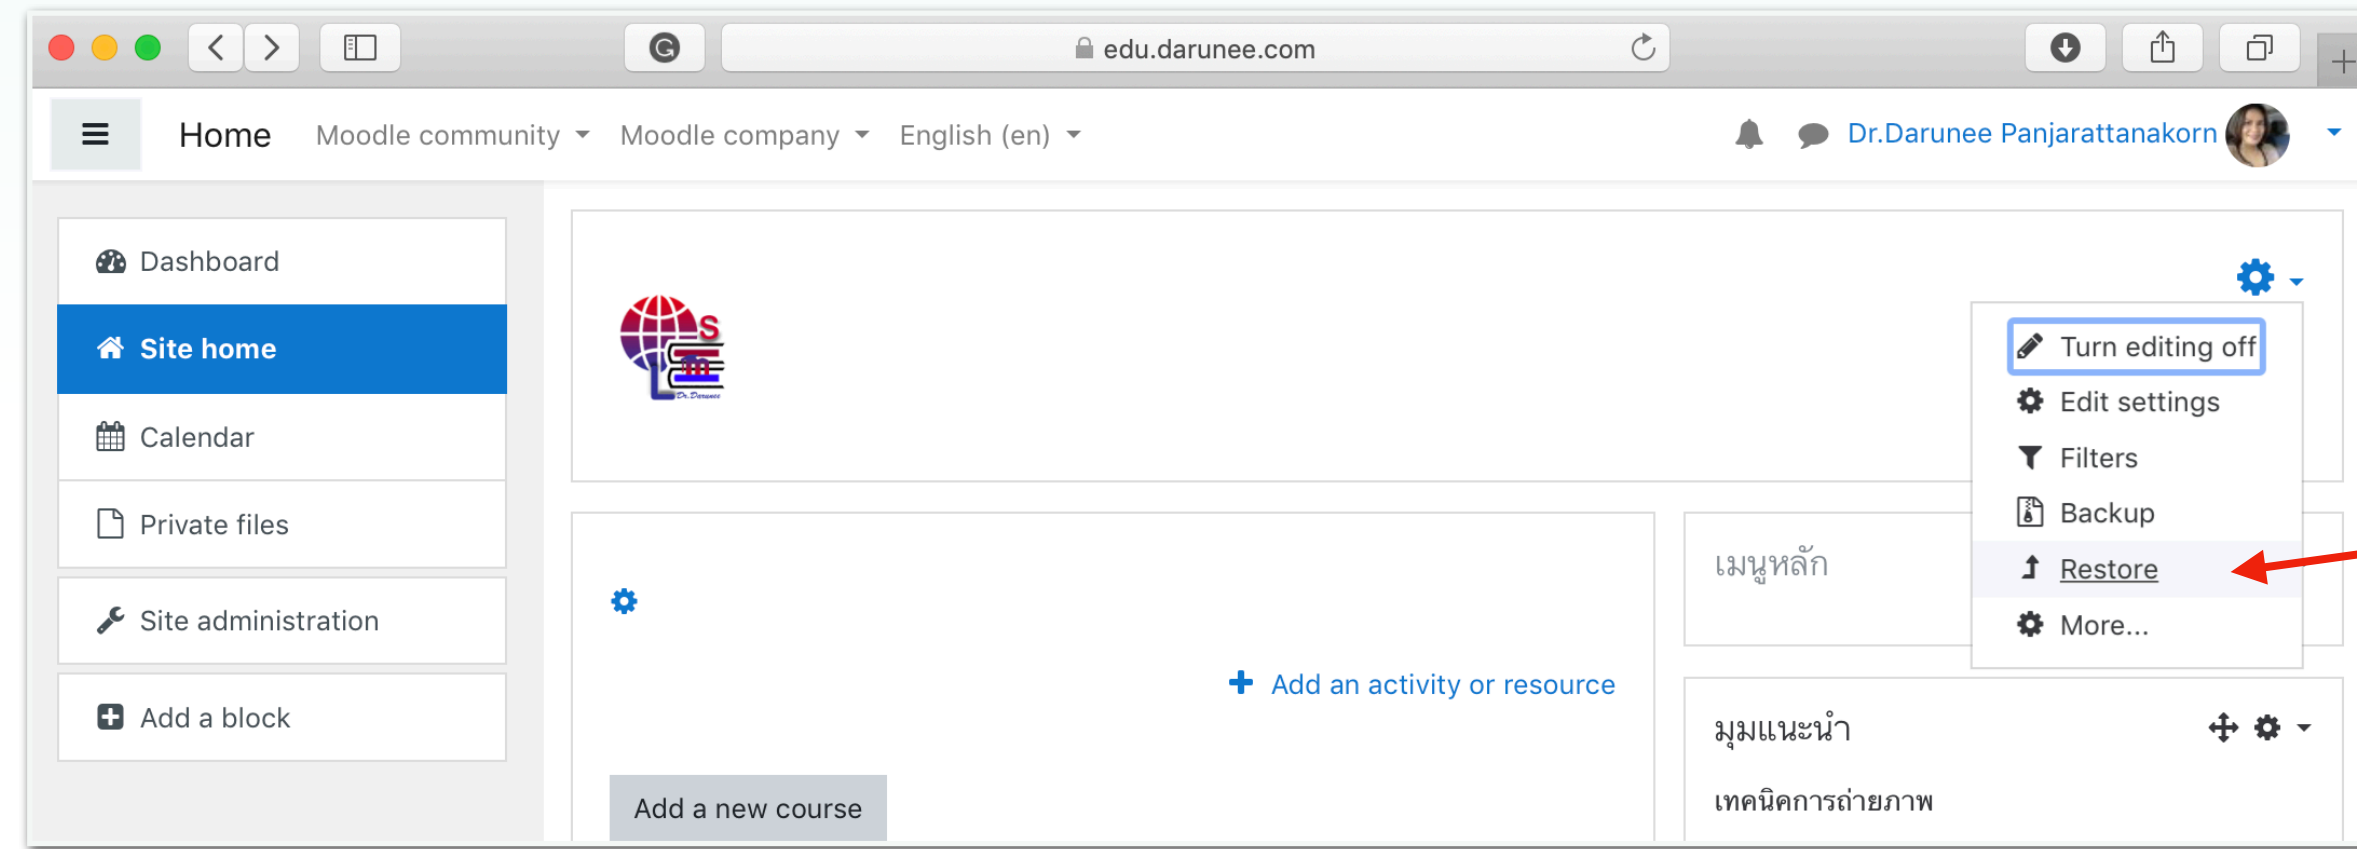 edu.darunee.com
Home Moodle community Moodle company English (en) Dr.Darunee Panjarattanakorn
Dashboard
Site home
Calendar
Private files
Site administration
Add a block
S
L m
Dr. Darunee
Turn editing off
Edit settings
Filters
Backup
Restore
More...
Add an activity or resource
Add a new course
เมนูหลัก
มุมแนะนำ
เทคนิคการถ่ายภาพ